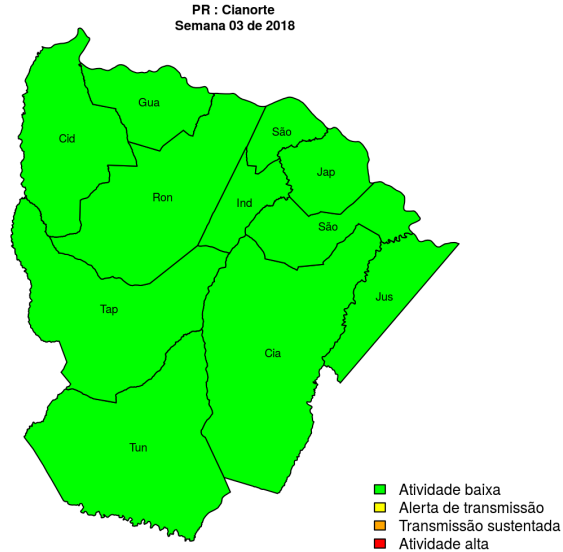 PR : Cianorte
Semana 03 de 2018
Gua
São
Cid
Jap
Ron
Ind
São
Jus
Tap
Cia
Tun
Atividade baixa
Alerta de transmissão
Transmissão sustentada
Atividade alta